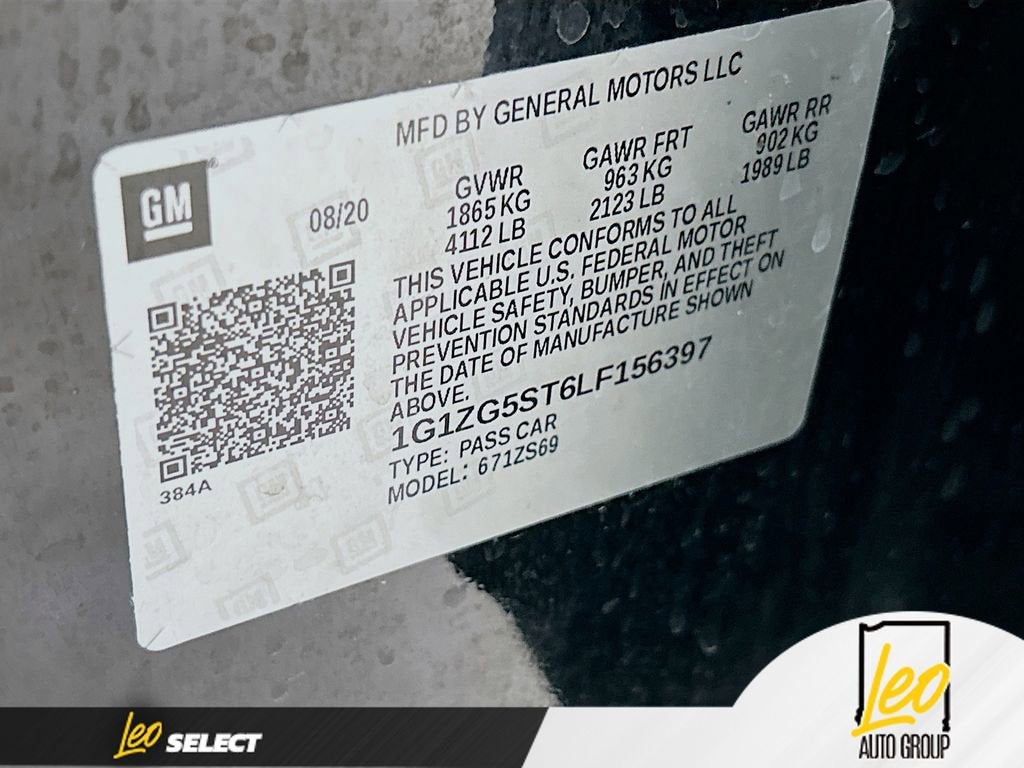 MFD BY GENERAL MOTORS LLC
GM®
08/20
GVWR
1865 KG
4112 LB
GAWR FRT
963 KG
2123 LB
GAWR RR
902 KG
1989 LB
THIS VEHICLE CONFORMS TO ALL
APPLICABLE U.S. FEDERAL MOTOR
VEHICLE SAFETY, BUMPER, AND THEFT
PREVENTION STANDARDS IN EFFECT ON
THE DATE OF MANUFACTURE SHOWN
ABOVE.
1G1ZG5ST6LF156397
TYPE: PASS CAR
MODEL: 671ZS69
384A
Leo SELECT
Leo
AUTO GROUP